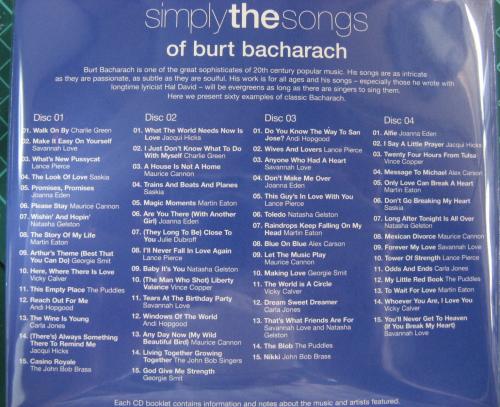 simplythesongs
of burt bacharach
Burt Bacharach is one of the great sophisticates of 20th century popular music. His songs are as intricate
as they are passionate, as subtle as they are soulful. His work is for all ages and his songs – especially those he wrote with
longtime lyricist Hal David – will be evergreens as long as there are singers to sing them.
Here we present sixty examples of classic Bacharach.
Disc 01
01. Walk On By Charlie Green
02. Make It Easy On Yourself
Savannah Love
03. What's New Pussycat
Lance Pierce
04. The Look Of Love Saskia
05. Promises, Promises
Joanna Eden
06. Please Stay Maurice Cannon
07. Wishin' And Hopin'
Natasha Gelston
08. The Story Of My Life
Martin Eaton
09. Arthur's Theme (Best That
You Can Do) Georgie Smit
10. Here, Where There Is Love
Vicky Calver
11. This Empty Place The Puddles
12. Reach Out For Me
Andi Hopgood
13. The Wine Is Young
Carla Jones
14. (There's) Always Something
There To Remind Me
Jacqui Hicks
15. Casino Royale
The John Bob Brass
Disc 02
01. What The World Needs Now Is
Love Jacqui Hicks
02. I Just Don't Know What To Do
With Myself Charlie Green
03. A House Is Not A Home
Maurice Cannon
04. Trains And Boats And Planes
Saskia
05. Magic Moments Martin Eaton
06. Are You There (With Another
Girl) Joanna Eden
07. (They Long To Be) Close To
You Julie Dubroff
08. I'll Never Fall In Love Again
Lance Pierce
09. Baby It's You Natasha Gelston
10. (The Man Who Shot) Liberty
Valance Vince Copper
11. Tears At The Birthday Party
Savannah Love
12. Windows Of The World
Andi Hopgood
13. Any Day Now (My Wild
Beautiful Bird) Maurice Cannon
14. Living Together Growing
Together The John Bob Singers
15. God Give Me Strength
Georgie Smit
Disc 03
01. Do You Know The Way To San
Jose? Andi Hopgood
02. Wives And Lovers Lance Pierce
03. Anyone Who Had A Heart
Savannah Love
04. Don't Make Me Over
Joanna Eden
05. This Guy's In Love With You
Lance Pierce
06. Toledo Natasha Gelston
07. Raindrops Keep Falling On My
Head Martin Eaton
08. Blue On Blue Alex Carson
09. Let The Music Play
Maurice Cannon
10. Making Love Georgie Smit
11. The World Is A Circle
Vicky Calver
12. Dream Sweet Dreamer
Carla Jones
13. That's What Friends Are For
Savannah Love and Natasha
Gelston
14. The Blob The Puddles
15. Nikki John Bob Brass
Disc 04
01. Alfie Joanna Eden
02. I Say A Little Prayer Jacqui Hicks
03. Twenty Four Hours From Tulsa
Vince Copper
04. Message To Michael Alex Carson
05. Only Love Can Break A Heart
Martin Eaton
06. Don't Go Breaking My Heart
Saskia
07. Long After Tonight Is All Over
Natasha Gelston
08. Mexican Divorce Maurice Cannon
09. Forever My Love Savannah Love
10. Tower Of Strength Lance Pierce
11. Odds And Ends Carla Jones
12. My Little Red Book The Puddles
13. To Wait For Love Martin Eaton
14. Whoever You Are, I Love You
Vicky Calver
15. You'll Never Get To Heaven
(If You Break My Heart)
Savannah Love
Each CD booklet contains information and notes about the music and artists featured.